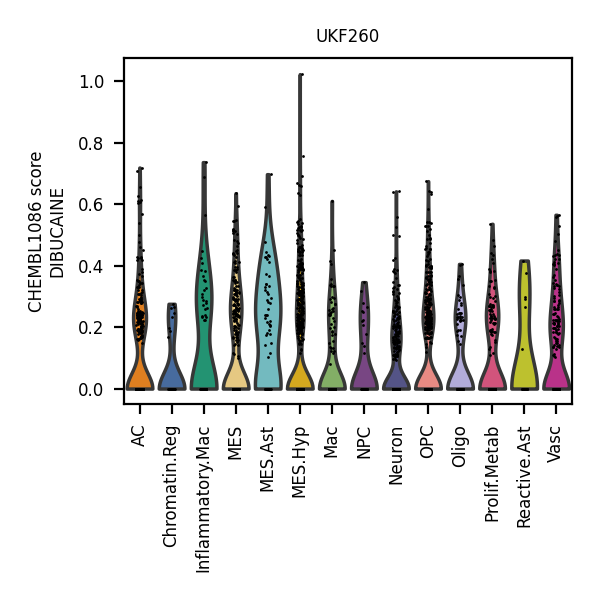 UKF260
CHEMBL1086 score
DIBUCAINE
1.0
0.8
0.6
0.4
0.2
0.0
AC
Chromatin.Reg
Inflammatory.Mac
MES
MES.Ast
MES.Hyp
Mac
NPC
Neuron
OPC
Oligo
Prolif.Metab
Reactive.Ast
Vasc